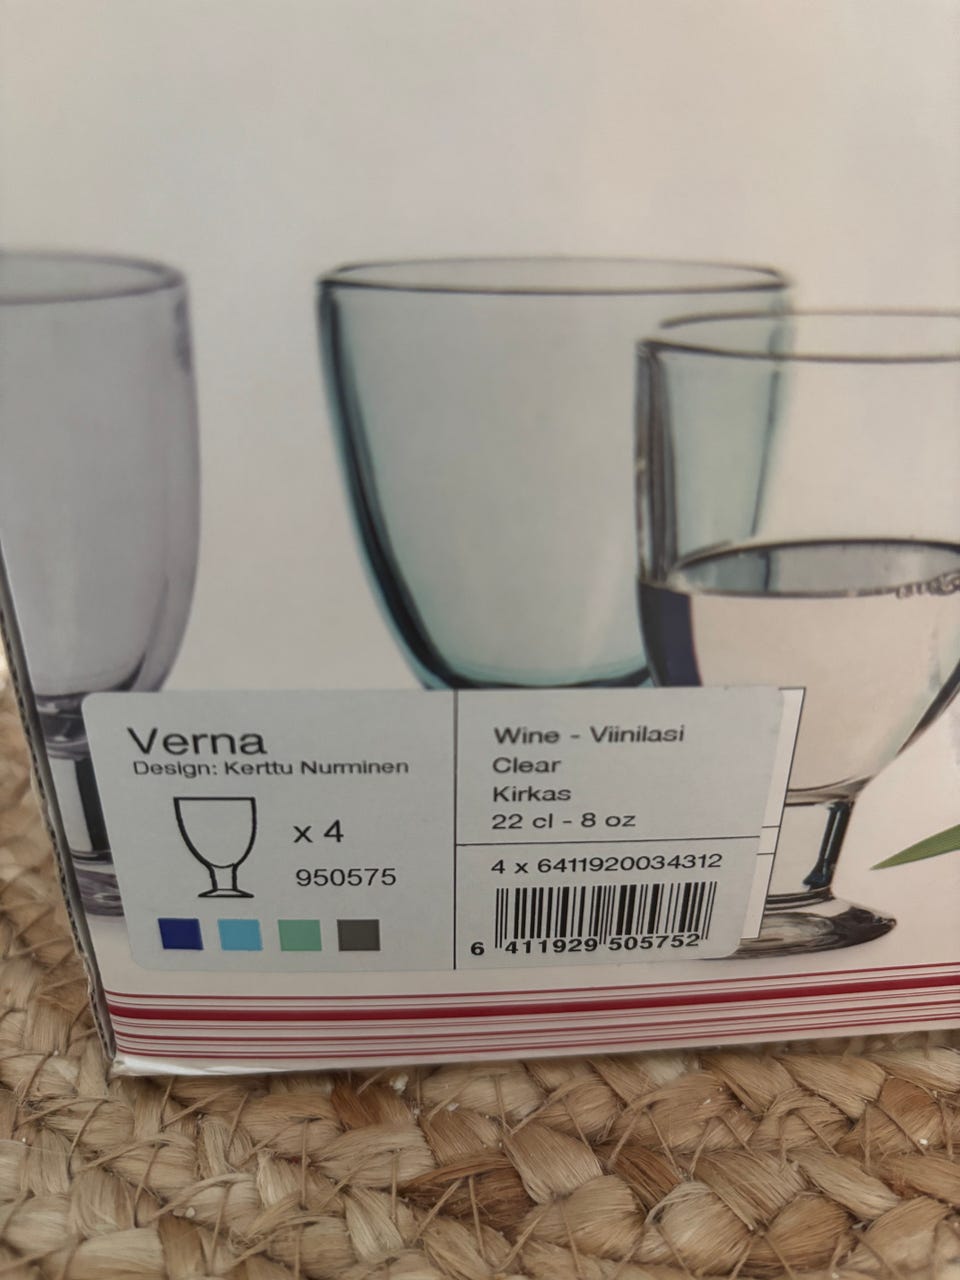 Verna
Design: Kerttu Nurminen
x 4
950575
Wine - Viinilasi
Clear
Kirkas
22 cl - 8 oz
4 x 6411920034312
6 411929 505752